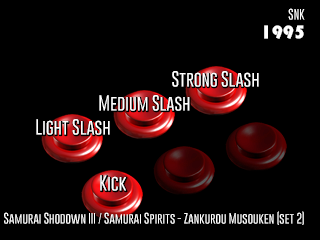 SNK
1995
Strong Slash
Medium Slash
Light Slash
Kick
Samurai Shodown III / Samurai Spirits - Zankurou Musouken (set 2)